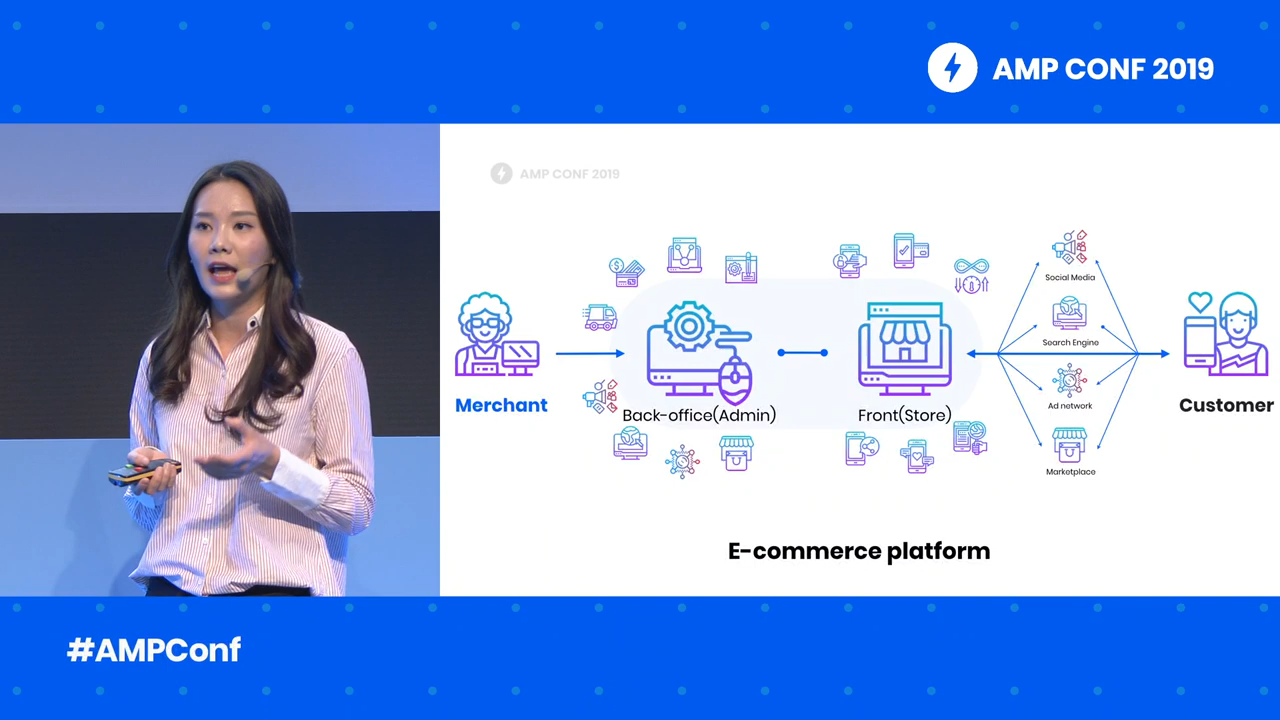 AMP CONF 2019
AMP CONF 2019
Social Media
Search Engine
Ad network
Marketplace
Merchant
Back-office(Admin)
Front(Store)
Customer
E-commerce platform
#AMPConf